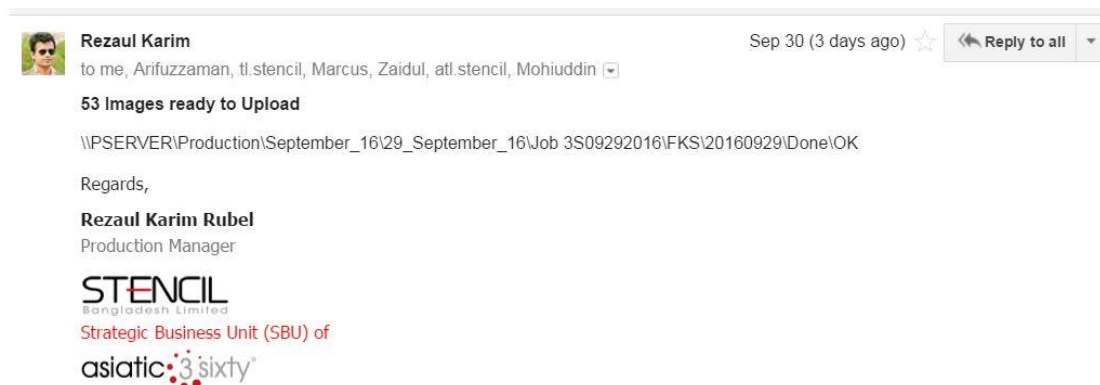 Rezaul Karim
Sep 30 (3 days ago)
Reply to all
to me, Arifuzzaman, tl.stencil, Marcus, Zaidul, atl.stencil, Mohiuddin
53 Images ready to Upload
\\PSERVER\Production\September_16\29_September_16\Job 3S09292016\FKS\20160929\Done\OK
Regards,
Rezaul Karim Rubel
Production Manager
STENCIL
Bangladesh Limited
Strategic Business Unit (SBU) of
asiatic 3 sixty°